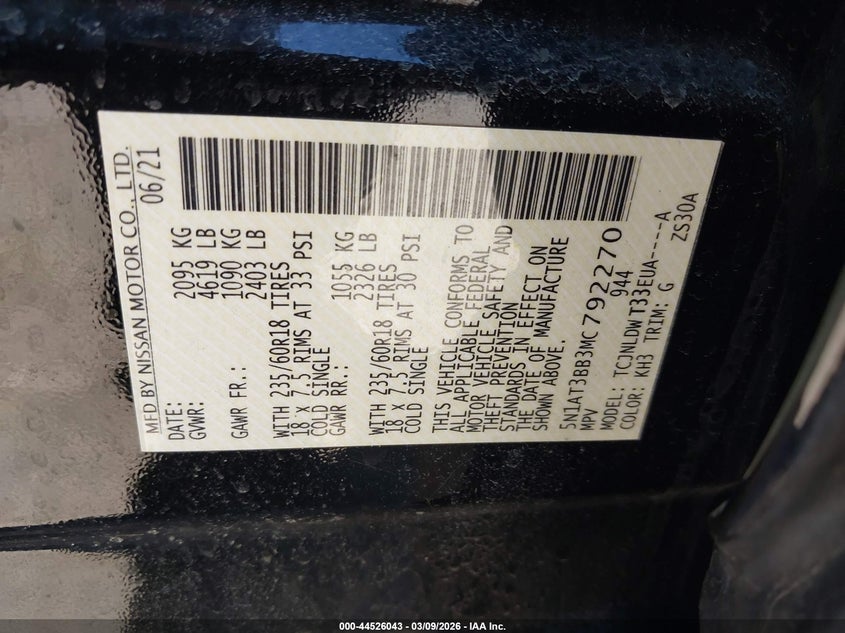 MFD BY NISSAN MOTOR CO., LTD.
DATE: 06/21
GVWR: 2095 KG
4619 LB
GAWR FR.: 1090 KG
2403 LB
WITH 235/60R18 TIRES
18 X 7.5 RIMS AT 33 PSI
COLD SINGLE
GAWR RR.: 1055 KG
2326 LB
WITH 235/60R18 TIRES
18 X 7.5 RIMS AT 30 PSI
COLD SINGLE
THIS VEHICLE CONFORMS TO
ALL APPLICABLE FEDERAL
MOTOR VEHICLE SAFETY AND
THEFT PREVENTION
STANDARDS IN EFFECT ON
THE DATE OF MANUFACTURE
SHOWN ABOVE.
5N1AT3BB3MC792270
MPV 944
MODEL: TCJNLDWT33EUA----A
COLOR: KH3 TRIM: G ZS30A
000-44526043 - 03/09/2026 - IAA Inc.